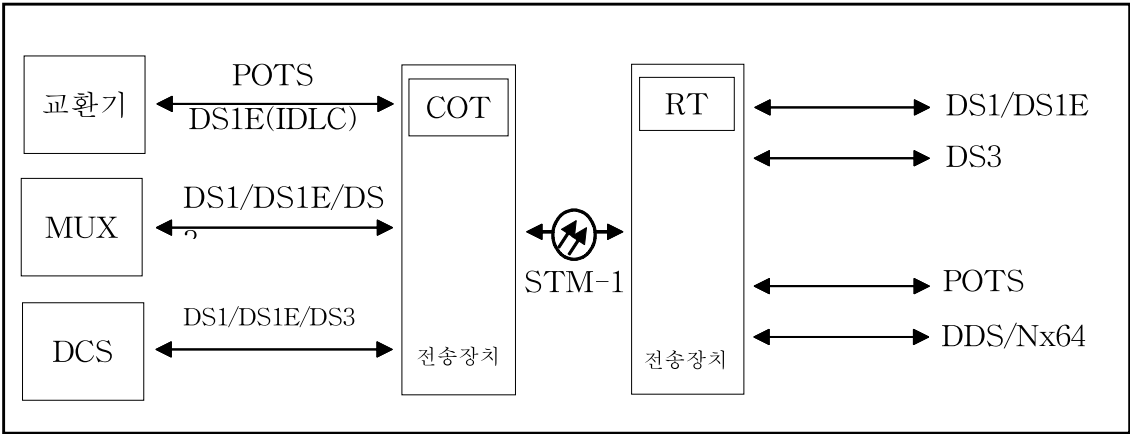 교환기
POTS
DS1E(IDLC)
COT
RT
DS1/DS1E
DS3
MUX
DS1/DS1E/DS
STM-1
POTS
DCS
DS1/DS1E/DS3
DDS/Nx64
전송장치
전송장치